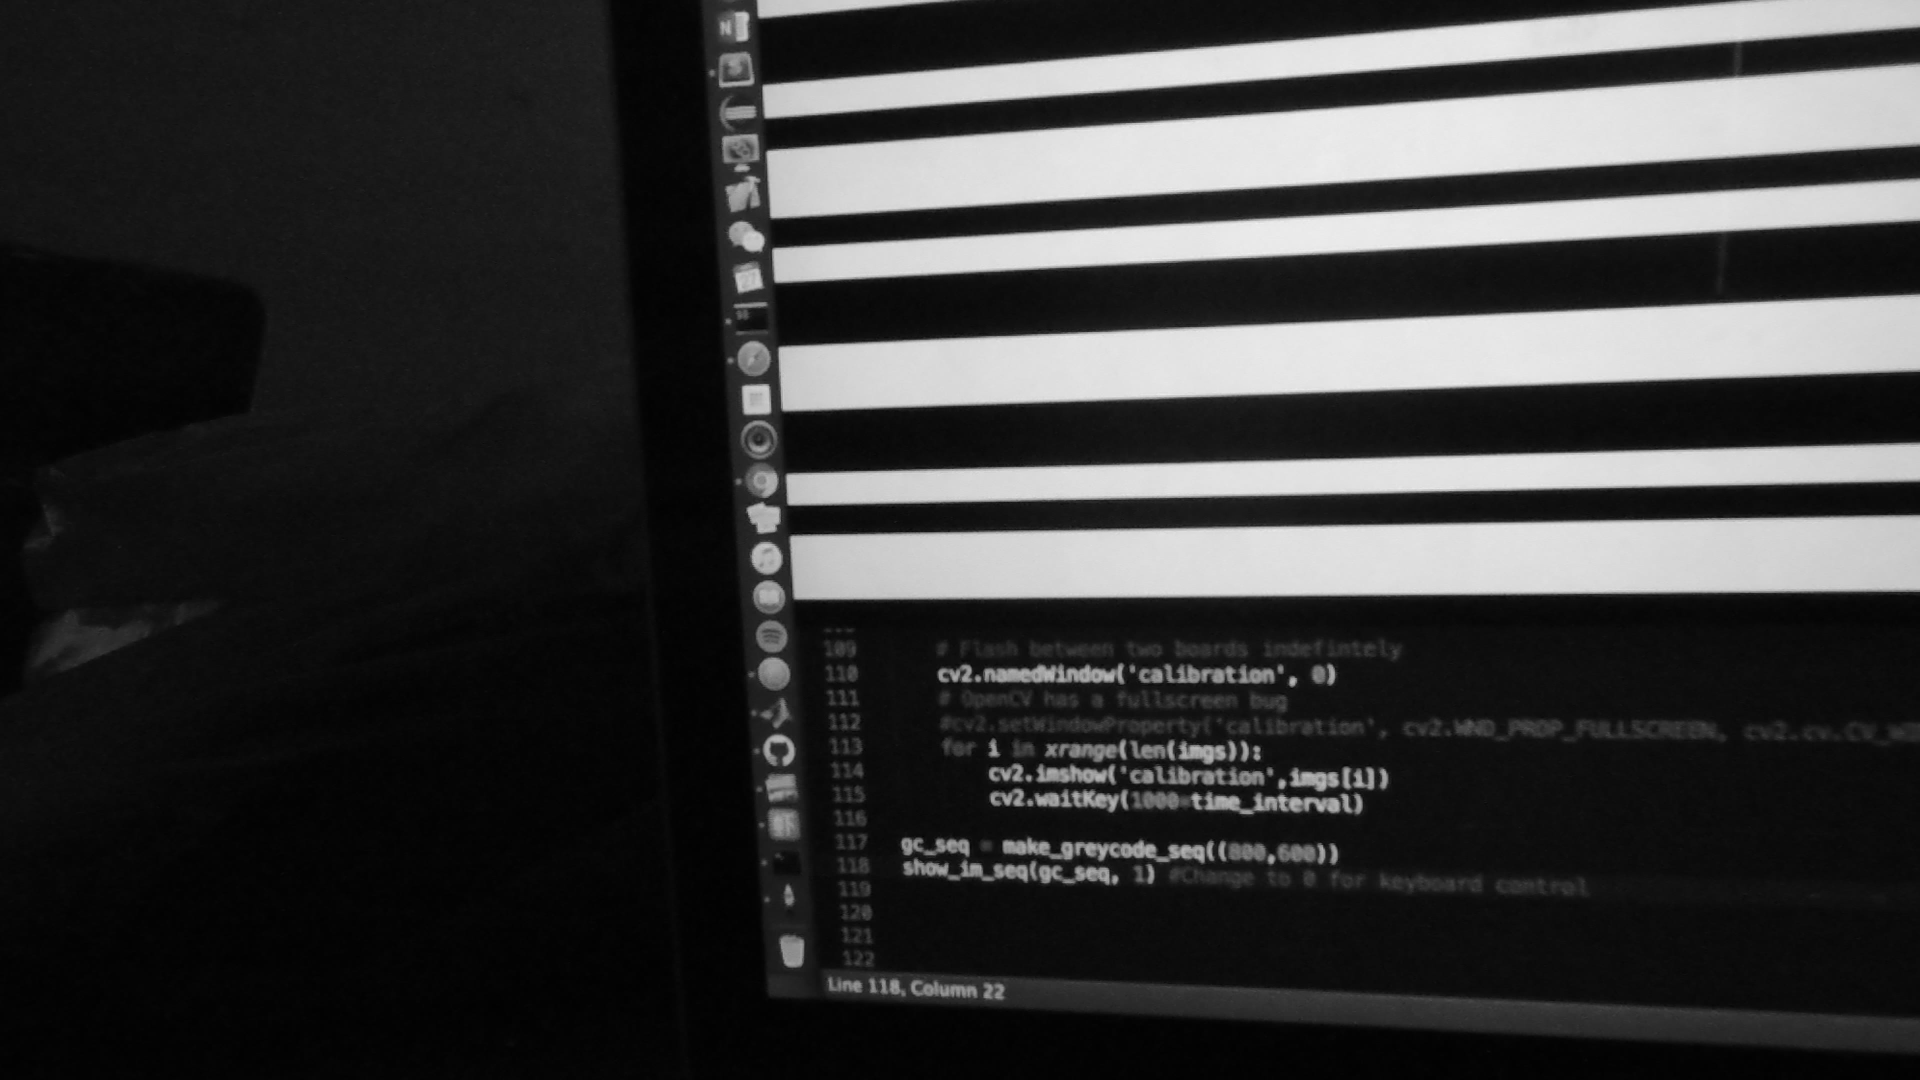 109 # Flash between two boards indefintely
110 cv2.namedWindow('calibration', 0)
111 # OpenCV has a fullscreen bug
112 #cv2.setWindowProperty('calibration', cv2.WND_PROP_FULLSCREEN, cv2.cv.CV_WI
113 for i in xrange(len(imgs)):
114 cv2.imshow('calibration',imgs[i])
115 cv2.waitKey(1000*time_interval)
116
117 gc_seq = make_greycode_seq((800,600))
118 show_im_seq(gc_seq, 1) #Change to 0 for keyboard control
119
120
121
122
Line 118, Column 22